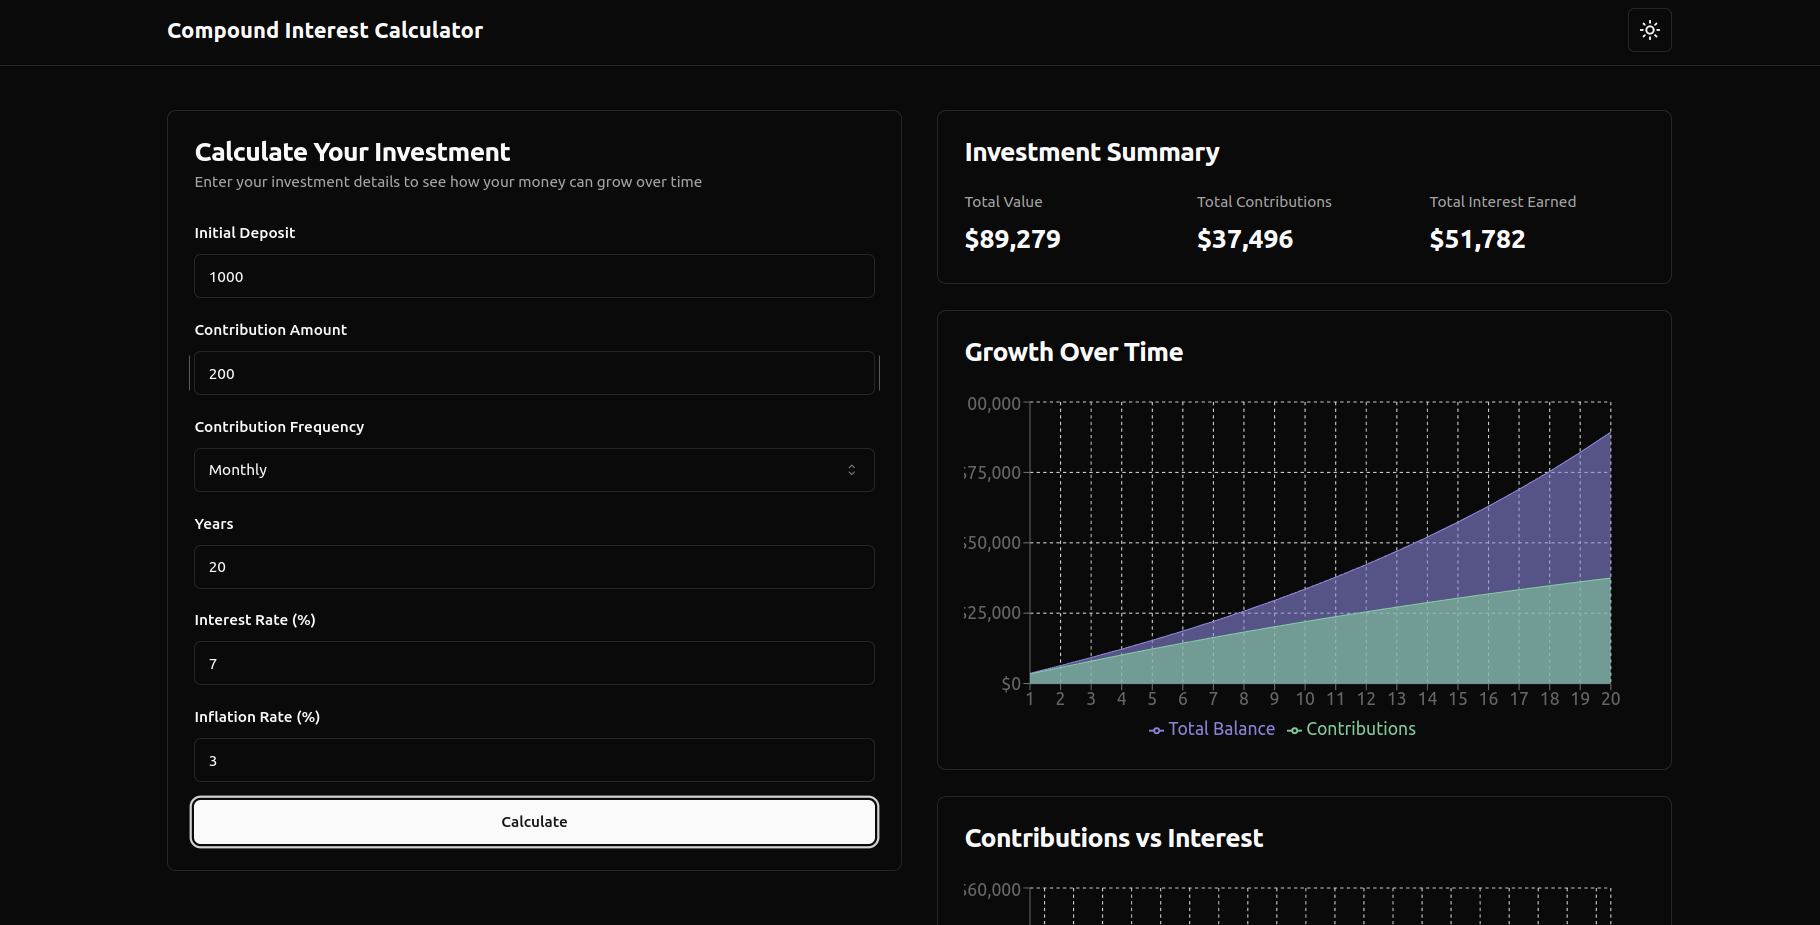 Compound Interest Calculator
Calculate Your Investment
Enter your investment details to see how your money can grow over time
Initial Deposit
1000
Contribution Amount
200
Contribution Frequency
Monthly
Years
20
Interest Rate (%)
7
Inflation Rate (%)
3
Calculate
Investment Summary
Total Value Total Contributions Total Interest Earned
$89,279 $37,496 $51,782
Growth Over Time
00,000
$75,000
$50,000
$25,000
$0
1 2 3 4 5 6 7 8 9 10 11 12 13 14 15 16 17 18 19 20
Total Balance Contributions
Contributions vs Interest
$60,000